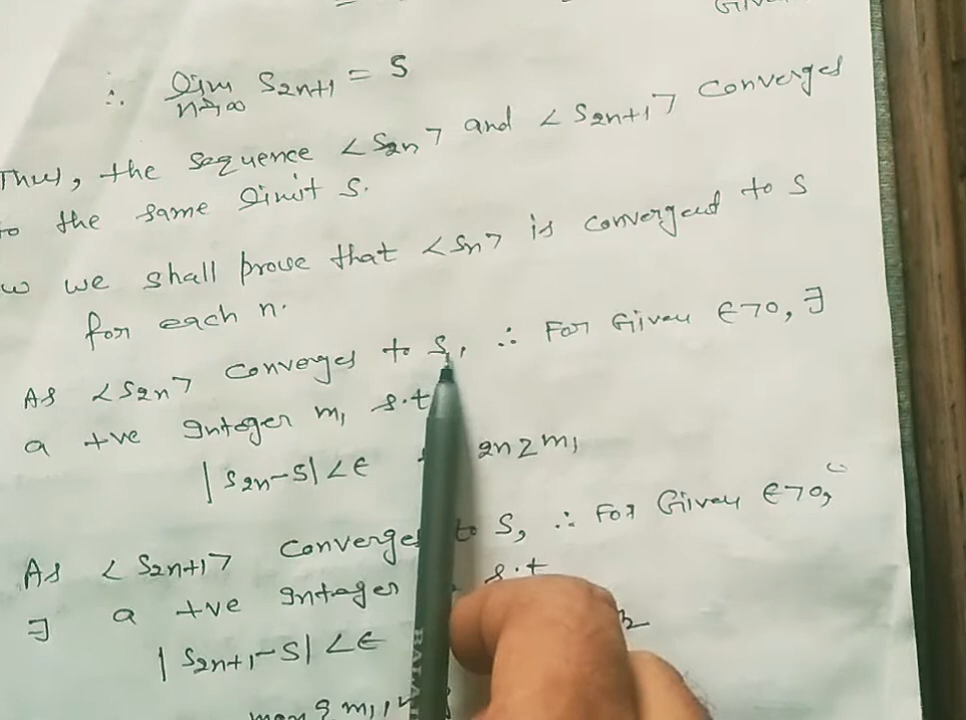 ∴ lim n→∞ S2n+1 = S
Thus, the sequence <S2n> and <S2n+1> converges
to the same limit S.
w we shall prove that <Sn> is convergent to S
for each n.
As <S2n> converges to S, ∴ For Given ∈>0, ∃
a +ve Integer m1 s.t
|S2n-S|<∈ 2n≥m1
As <S2n+1> converges to S, ∴ For Given ∈>0,
∃ a +ve Integer s.t
|S2n+1-S|<∈